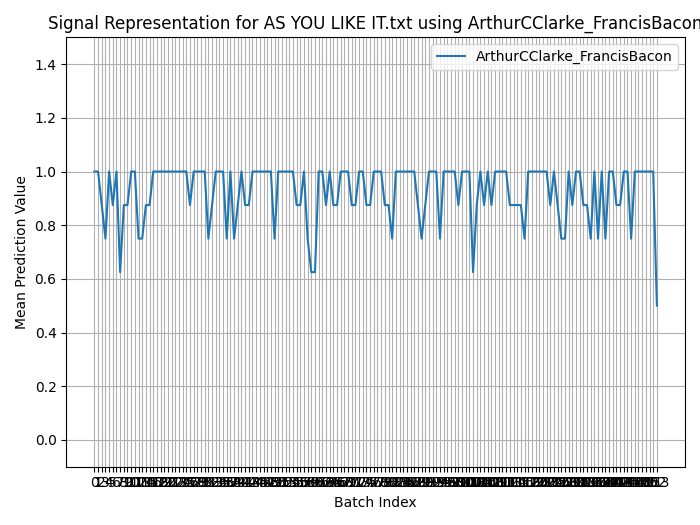 Signal Representation for AS YOU LIKE IT.txt using ArthurCClarke_FrancisBacon
ArthurCClarke_FrancisBacon
1.4
1.2
1.0
0.8
0.6
0.4
0.2
0.0
Mean Prediction Value
Batch Index